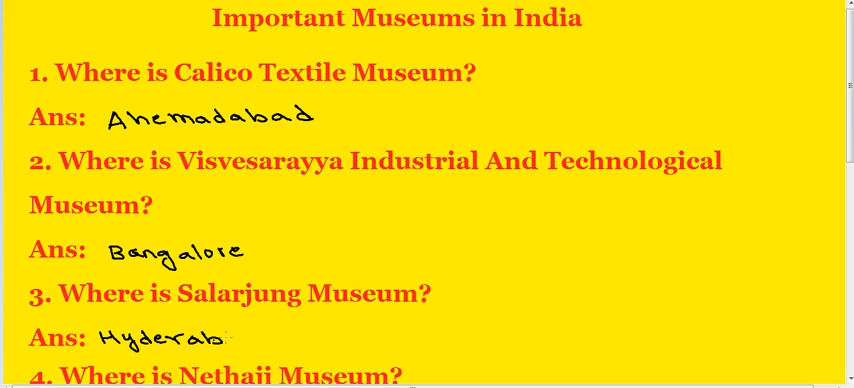 Important Museums in India
1. Where is Calico Textile Museum?
Ans: Ahemadabad
2. Where is Visvesarayya Industrial And Technological
Museum?
Ans: Bangalore
3. Where is Salarjung Museum?
Ans: Hyderab
4. Where is Nethaji Museum?